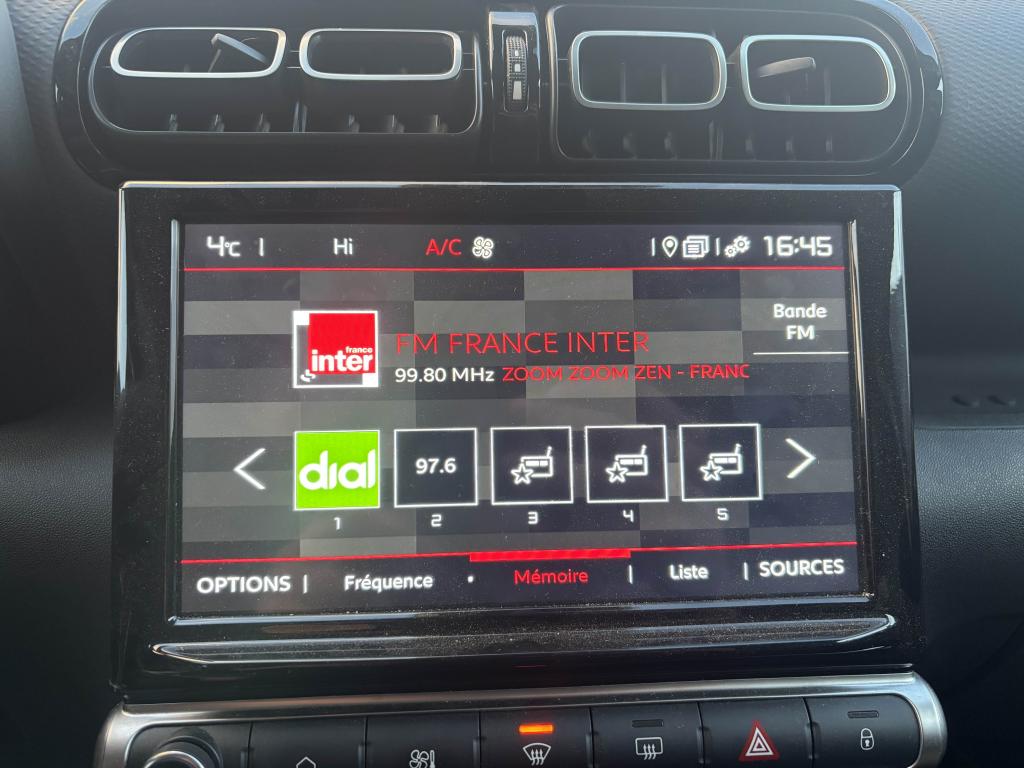 4°C | Hi A/C | | 16:45
france
inter
FM FRANCE INTER
99.80 MHz ZOOM ZOOM ZEN - FRANC
Bande
FM
dial 97.6
1 2 3 4 5
OPTIONS | Fréquence • Mémoire | Liste | SOURCES